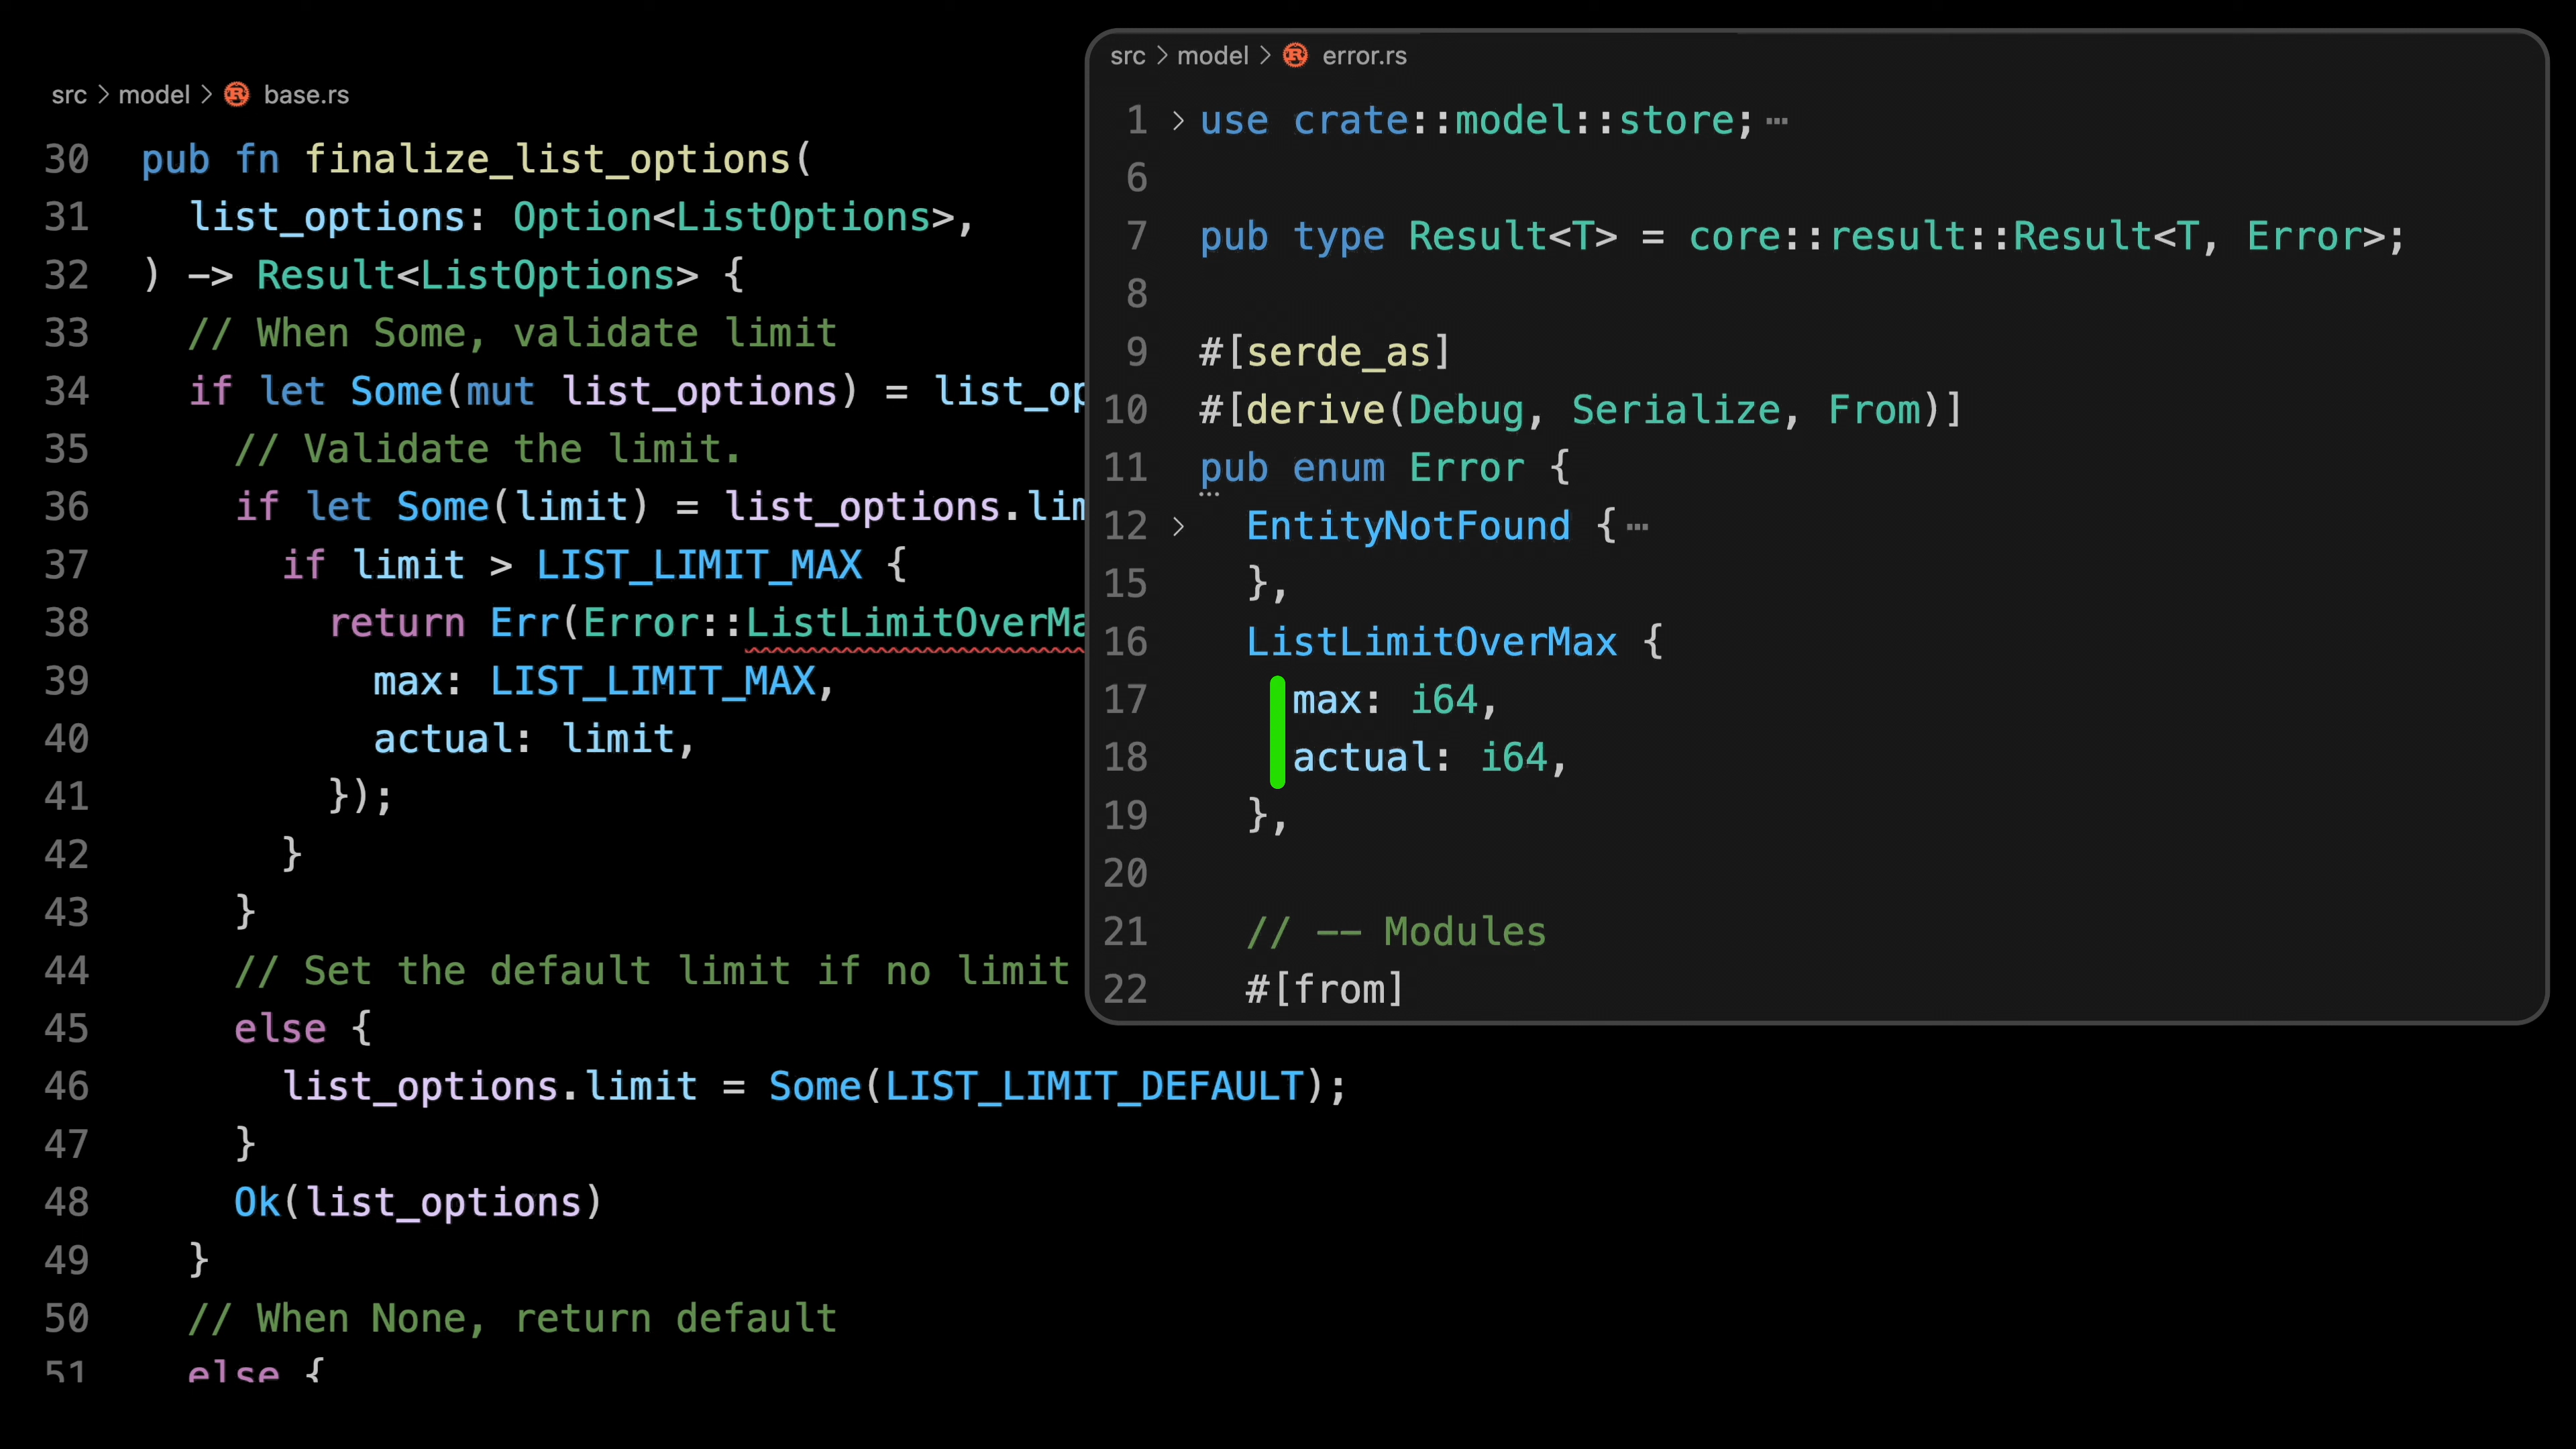 src > model > base.rs
30 pub fn finalize_list_options(
31 list_options: Option<ListOptions>,
32 ) -> Result<ListOptions> {
33 // When Some, validate limit
34 if let Some(mut list_options) = list_op
35 // Validate the limit.
36 if let Some(limit) = list_options.lim
37 if limit > LIST_LIMIT_MAX {
38 return Err(Error::ListLimitOverMa
39 max: LIST_LIMIT_MAX,
40 actual: limit,
41 });
42 }
43 }
44 // Set the default limit if no limit
45 else {
46 list_options.limit = Some(LIST_LIMIT_DEFAULT);
47 }
48 Ok(list_options)
49 }
50 // When None, return default
51 else {
src > model > error.rs
1 > use crate::model::store; ⋯
6
7 pub type Result<T> = core::result::Result<T, Error>;
8
9 #[serde_as]
10 #[derive(Debug, Serialize, From)]
11 pub enum Error {
12 > EntityNotFound { ⋯
15 },
16 ListLimitOverMax {
17 max: i64,
18 actual: i64,
19 },
20
21 // -- Modules
22 #[from]